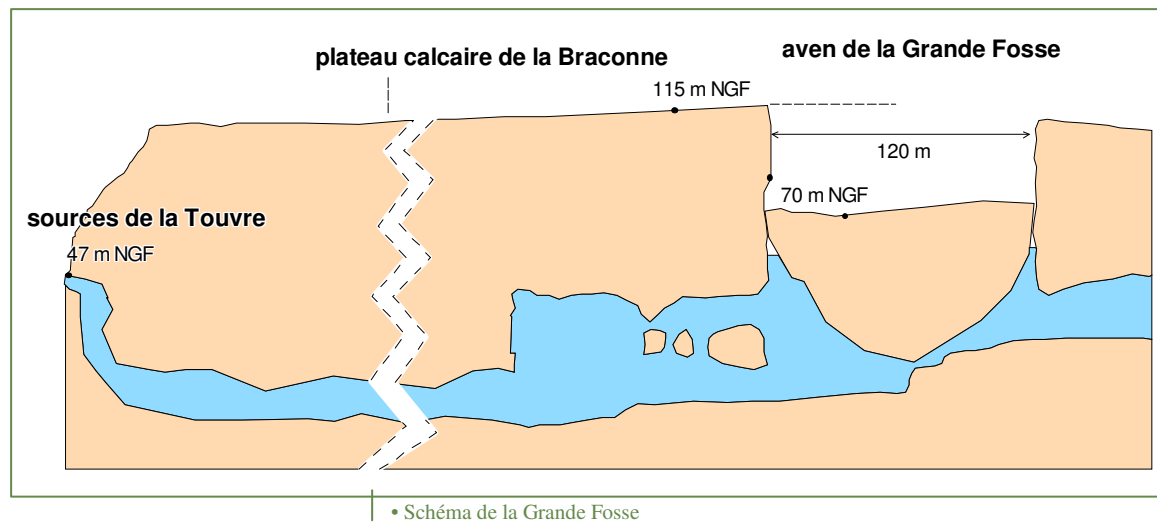 aven de la Grande Fosse
plateau calcaire de la Braconne
115 m NGF
120 m
70 m NGF
sources de la Touvre
47 m NGF
• Schéma de la Grande Fosse